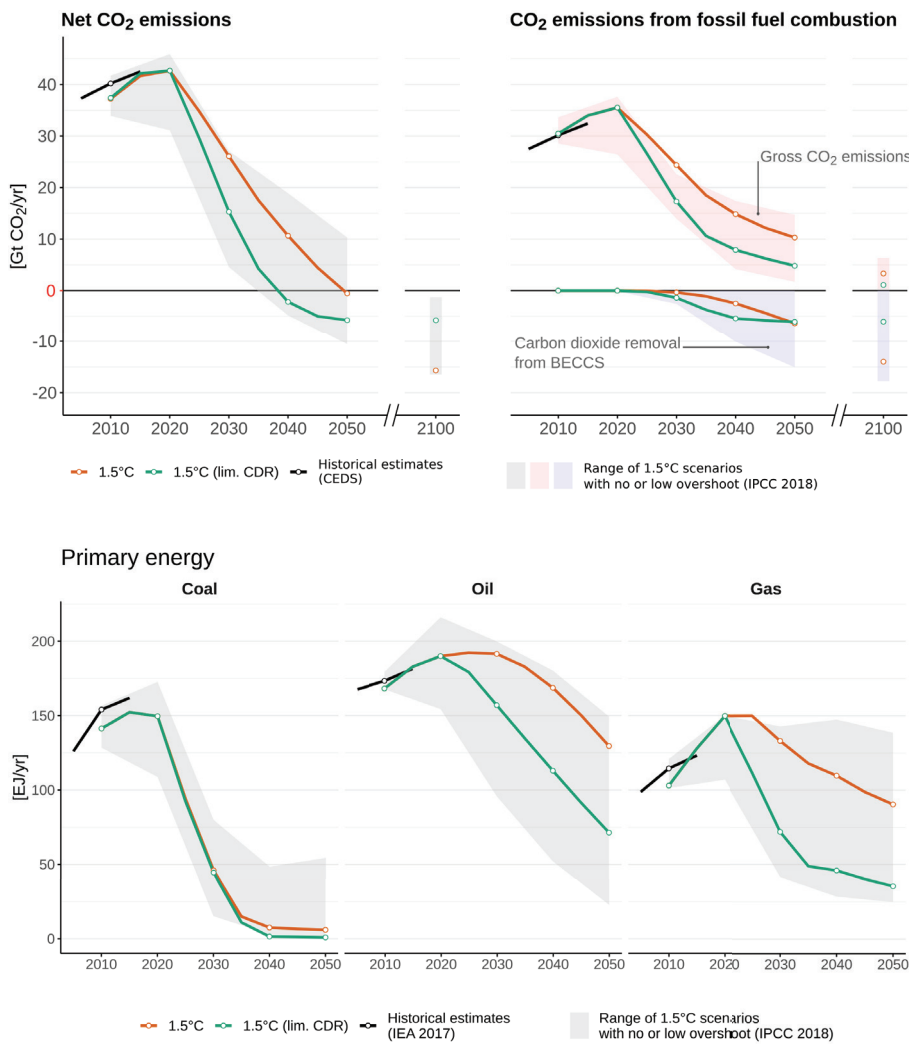 Net CO2 emissions
CO2 emissions from fossil fuel combustion
[Gt CO2/yr]
40
30
20
10
0
-10
-20
Gross CO2 emissions
Carbon dioxide removal
from BECCS
2010 2020 2030 2040 2050 2100
2010 2020 2030 2040 2050 2100
1.5°C 1.5°C (lim. CDR) Historical estimates
(CEDS)
Range of 1.5°C scenarios
with no or low overshoot (IPCC 2018)
Primary energy
Coal Oil Gas
[EJ/yr]
200
150
100
50
0
2010 2020 2030 2040 2050
2010 2020 2030 2040 2050
2010 2020 2030 2040 2050
1.5°C 1.5°C (lim. CDR) Historical estimates
(IEA 2017)
Range of 1.5°C scenarios
with no or low overshoot (IPCC 2018)